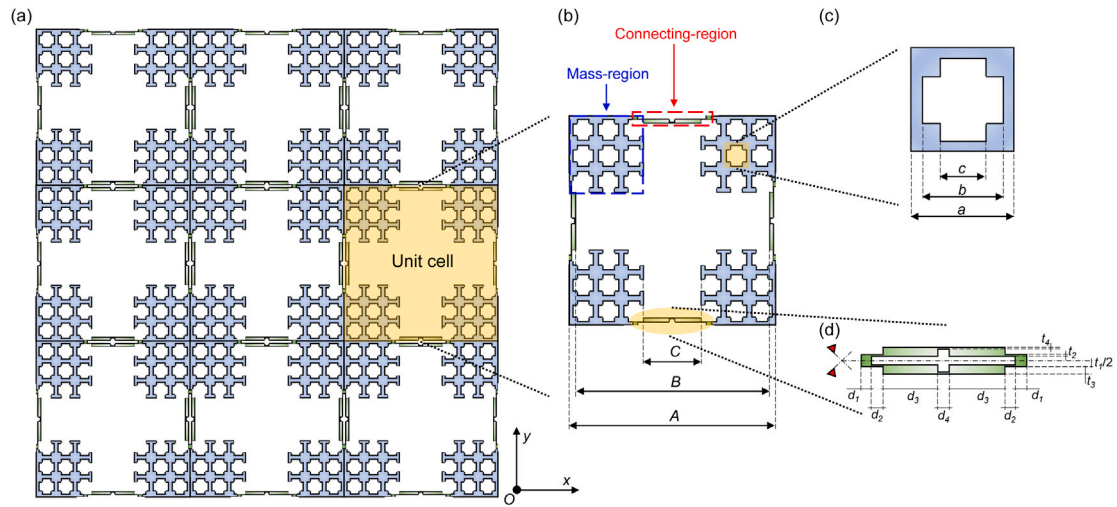 (a)
Unit cell
y
O
x
(b)
Connecting-region
Mass-region
C
B
A
(c)
c
b
a
(d)
t4
t2
t1/2
t3
d1 d3 d3 d1
d2 d4 d2